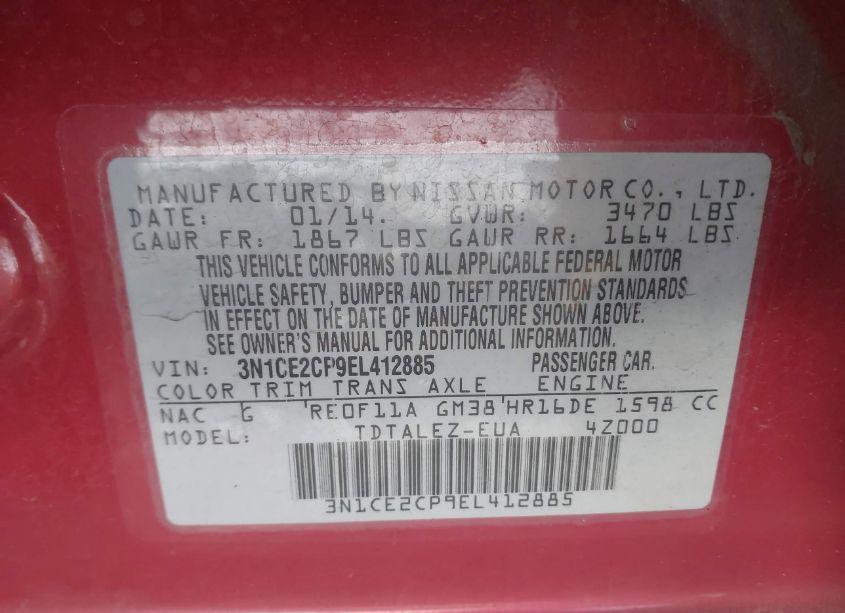 MANUFACTURED BY NISSAN MOTOR CO., LTD.
DATE: 01/14. GVWR: 3470 LBS
GAWR FR: 1867 LBS GAWR RR: 1664 LBS
THIS VEHICLE CONFORMS TO ALL APPLICABLE FEDERAL MOTOR
VEHICLE SAFETY, BUMPER AND THEFT PREVENTION STANDARDS
IN EFFECT ON THE DATE OF MANUFACTURE SHOWN ABOVE.
SEE OWNER'S MANUAL FOR ADDITIONAL INFORMATION.
VIN: 3N1CE2CP9EL412885 PASSENGER CAR.
COLOR TRIM TRANS AXLE ENGINE
NAC G 'RE0F11A GM38'HR16DE 1598 CC
MODEL: TDTALEZ-EUA 4Z000
3N1CE2CP9EL412885